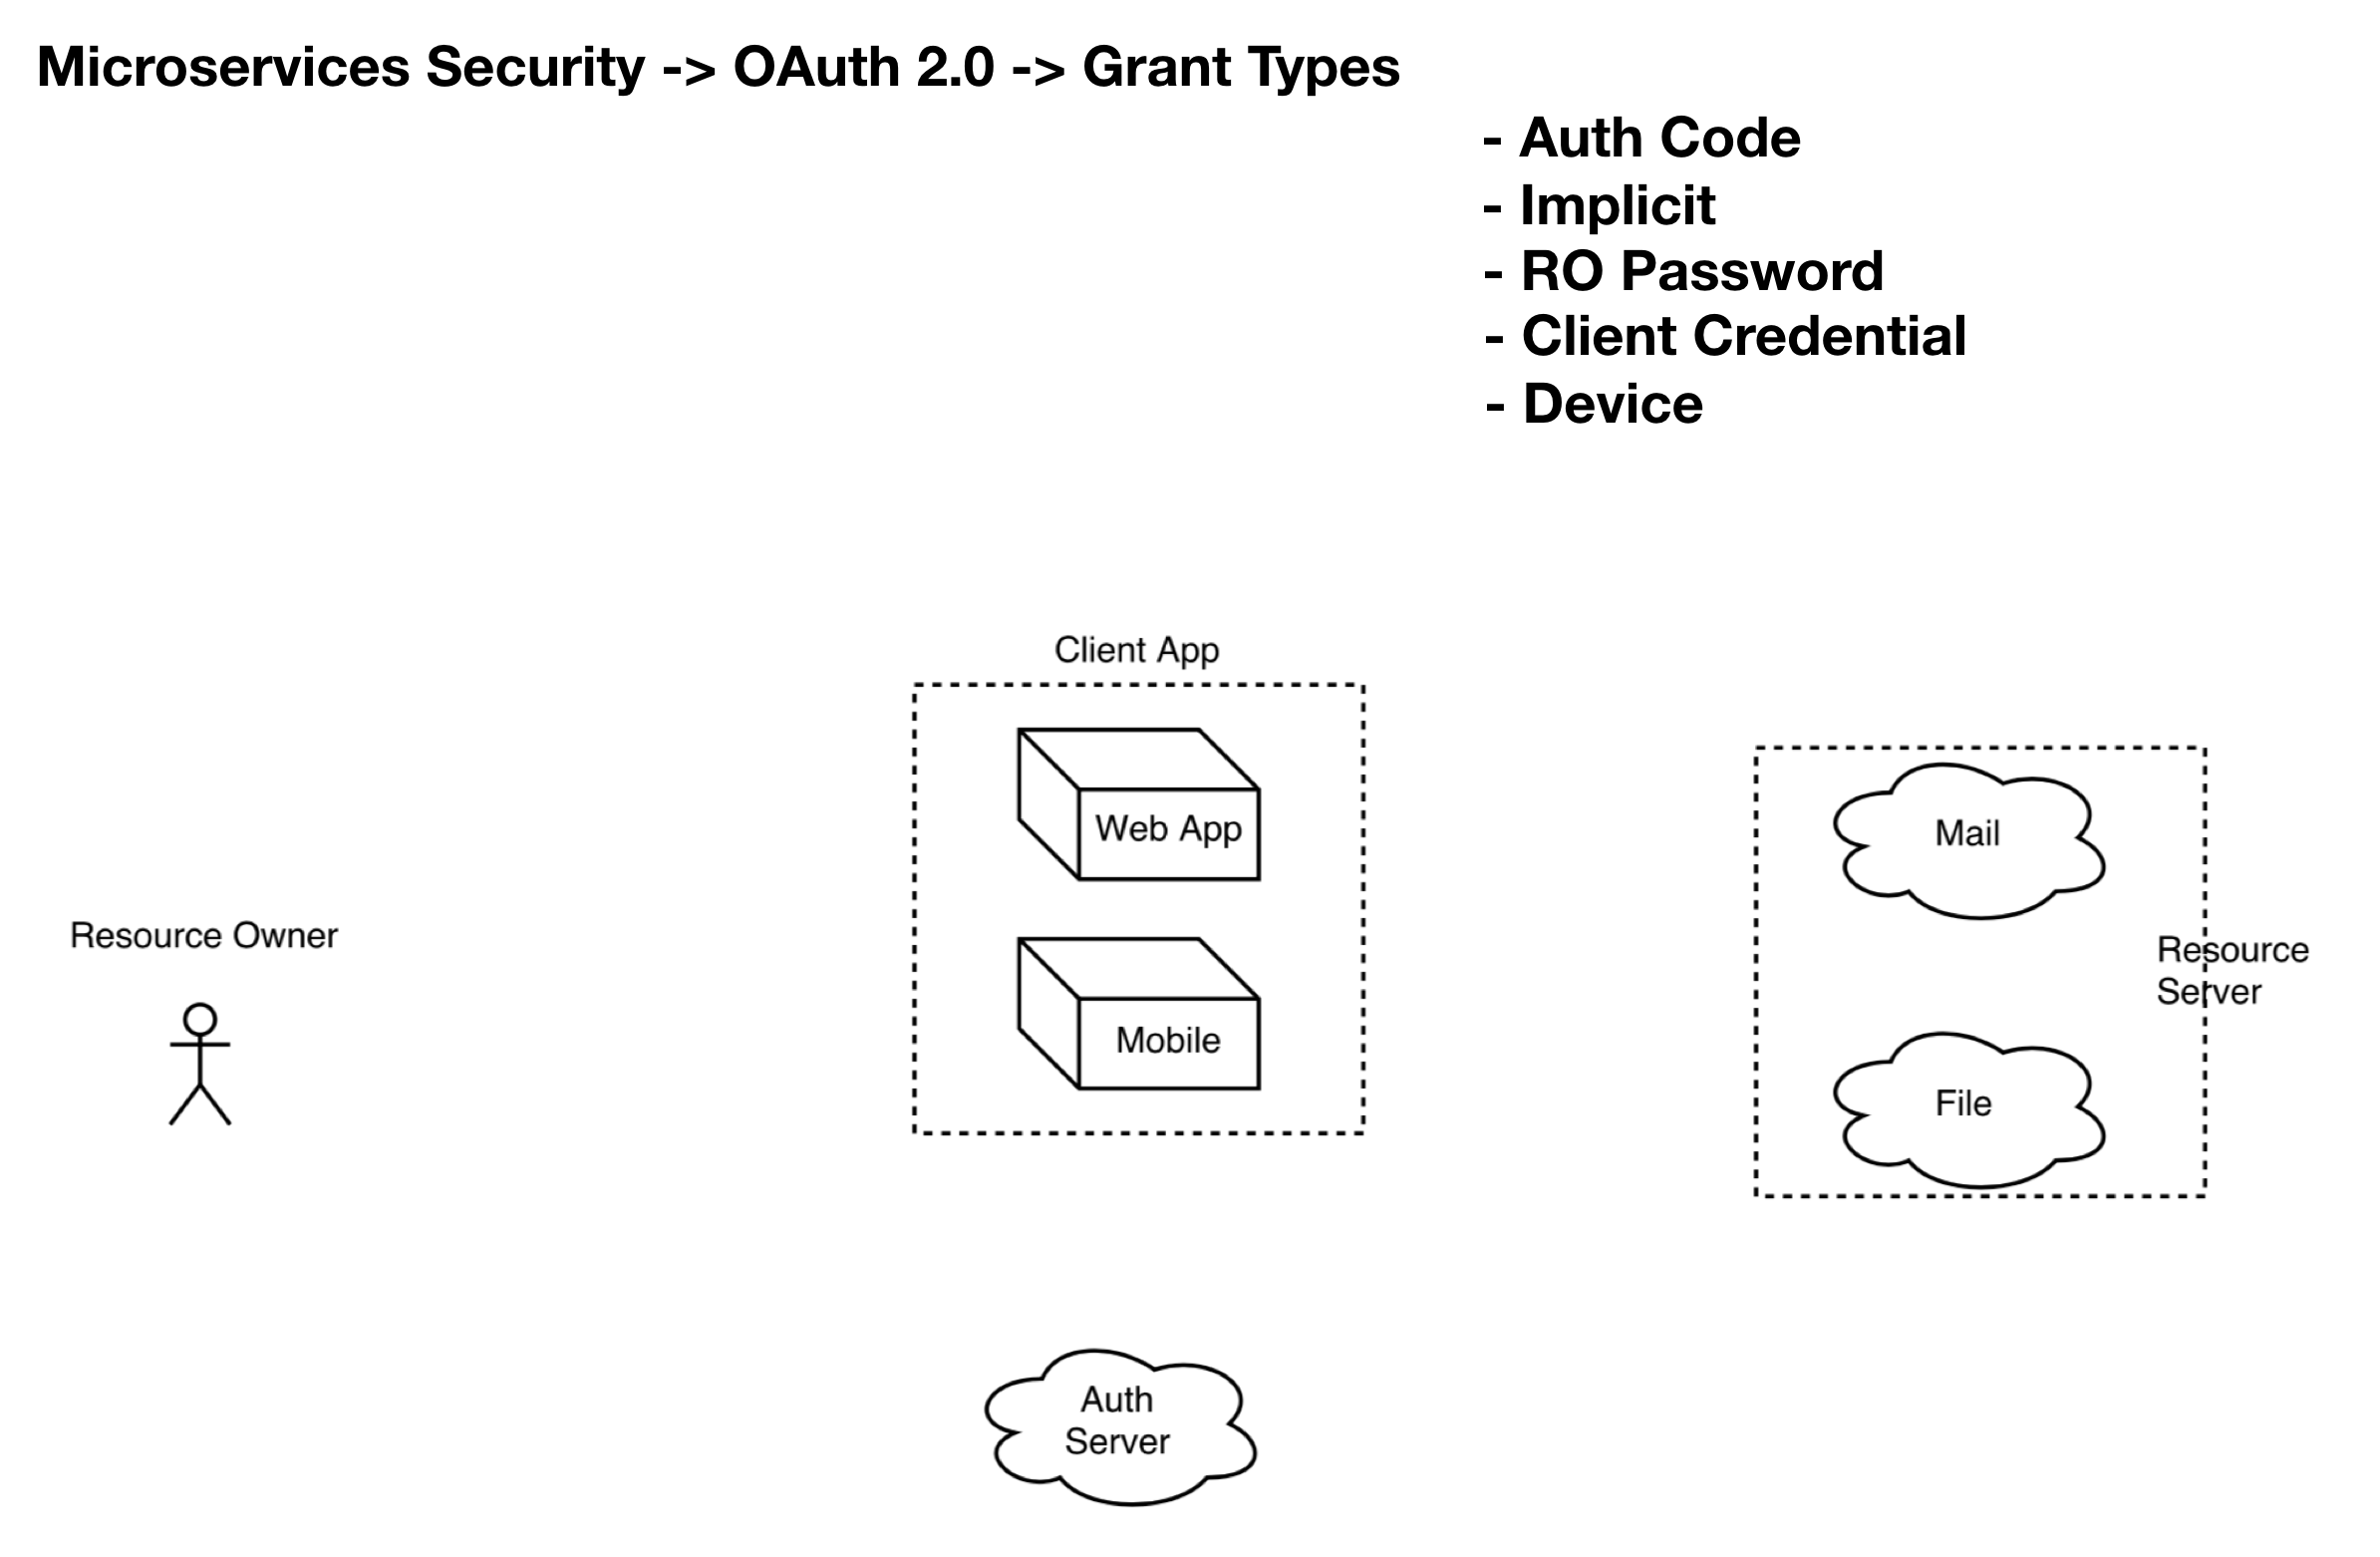 Microservices Security -> OAuth 2.0 -> Grant Types
- Auth Code
- Implicit
- RO Password
- Client Credential
- Device
Client App
Web App
Mobile
Resource Owner
Mail
Resource
Server
File
Auth
Server